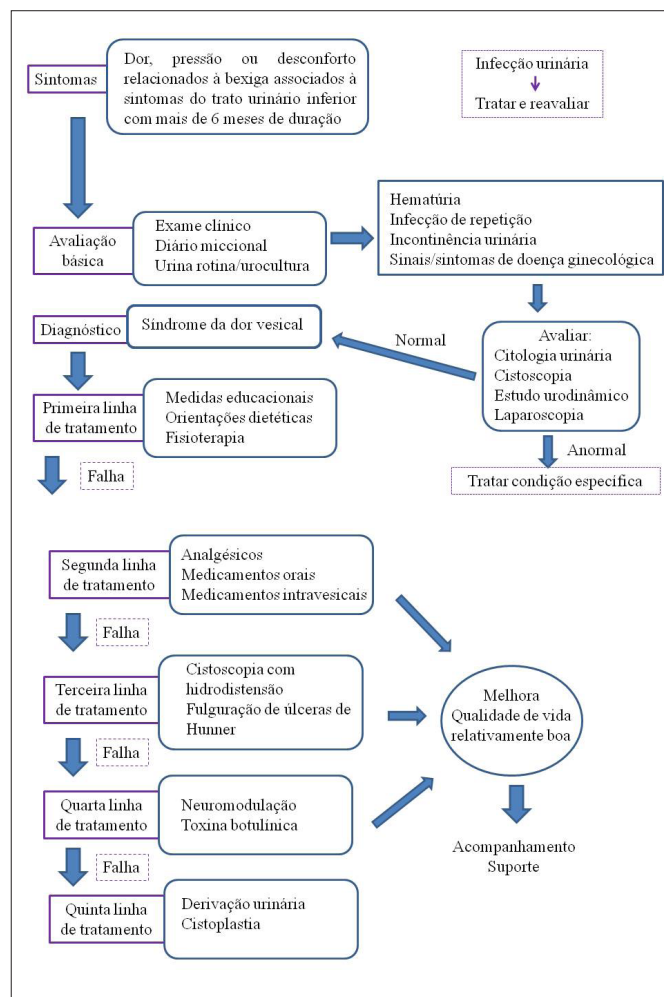 Sintomas
Dor, pressão ou desconforto
relacionados à bexiga associados à
sintomas do trato urinário inferior
com mais de 6 meses de duração
Infecção urinária
Tratar e reavaliar
Avaliação
básica
Exame clínico
Diário miccional
Urina rotina/urocultura
Hematúria
Infecção de repetição
Incontinência urinária
Sinais/sintomas de doença ginecológica
Diagnóstico
Síndrome da dor vesical
Normal
Avaliar:
Citologia urinária
Cistoscopia
Estudo urodinâmico
Laparoscopia
Primeira linha
de tratamento
Medidas educacionais
Orientações dietéticas
Fisioterapia
Anormal
Falha
Tratar condição específica
Segunda linha
de tratamento
Analgésicos
Medicamentos orais
Medicamentos intravesicais
Falha
Terceira linha
de tratamento
Cistoscopia com
hidrodistensão
Fulguração de úlceras de
Hunner
Melhora
Qualidade de vida
relativamente boa
Falha
Quarta linha
de tratamento
Neuromodulação
Toxina botulínica
Acompanhamento
Suporte
Falha
Quinta linha
de tratamento
Derivação urinária
Cistoplastia